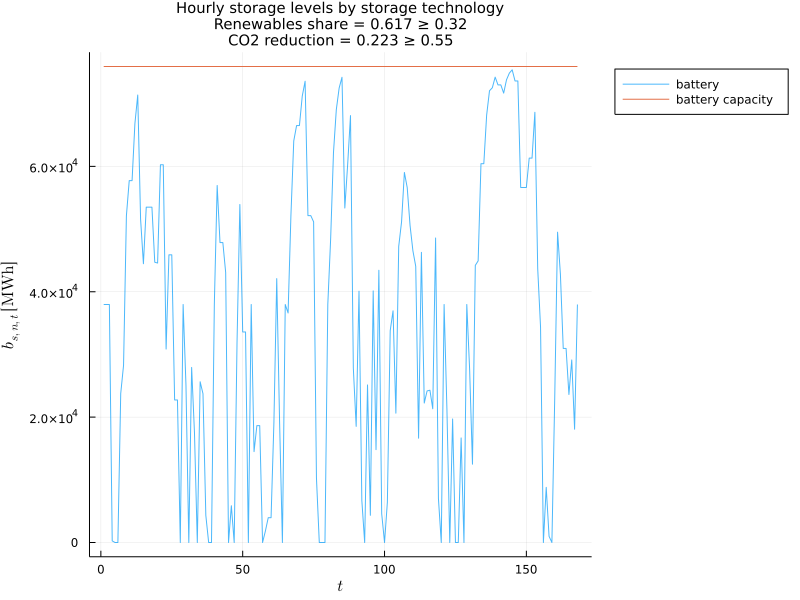 Hourly storage levels by storage technology
Renewables share = 0.617 ≥ 0.32
CO2 reduction = 0.223 ≥ 0.55
battery
battery capacity
6.0×10⁴
4.0×10⁴
2.0×10⁴
0
b_{s, n, t} [MWh]
0 50 100 150
t